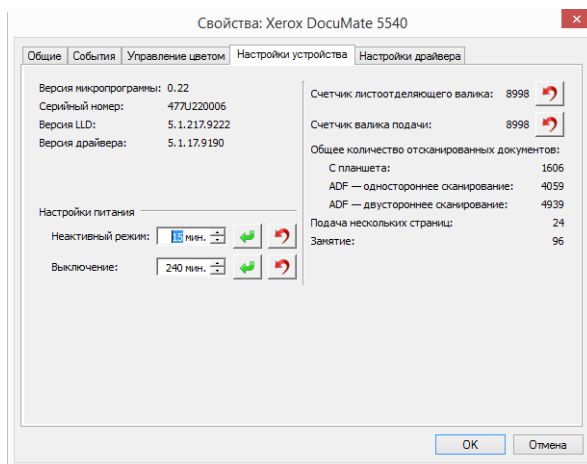 Свойства: Xerox DocuMate 5540
Общие События Управление цветом Настройки устройства Настройки драйвера
Версия микропрограммы: 0.22
Серийный номер: 477U220006
Версия LLD: 5.1.217.9222
Версия драйвера: 5.1.17.9190
Настройки питания
Неактивный режим: 15 мин.
Выключение: 240 мин.
Счетчик листоотделяющего валика: 8998
Счетчик валика подачи: 8998
Общее количество отсканированных документов:
С планшета: 1606
ADF — одностороннее сканирование: 4059
ADF — двустороннее сканирование: 4939
Подача нескольких страниц: 24
Замятие: 96
OK Отмена